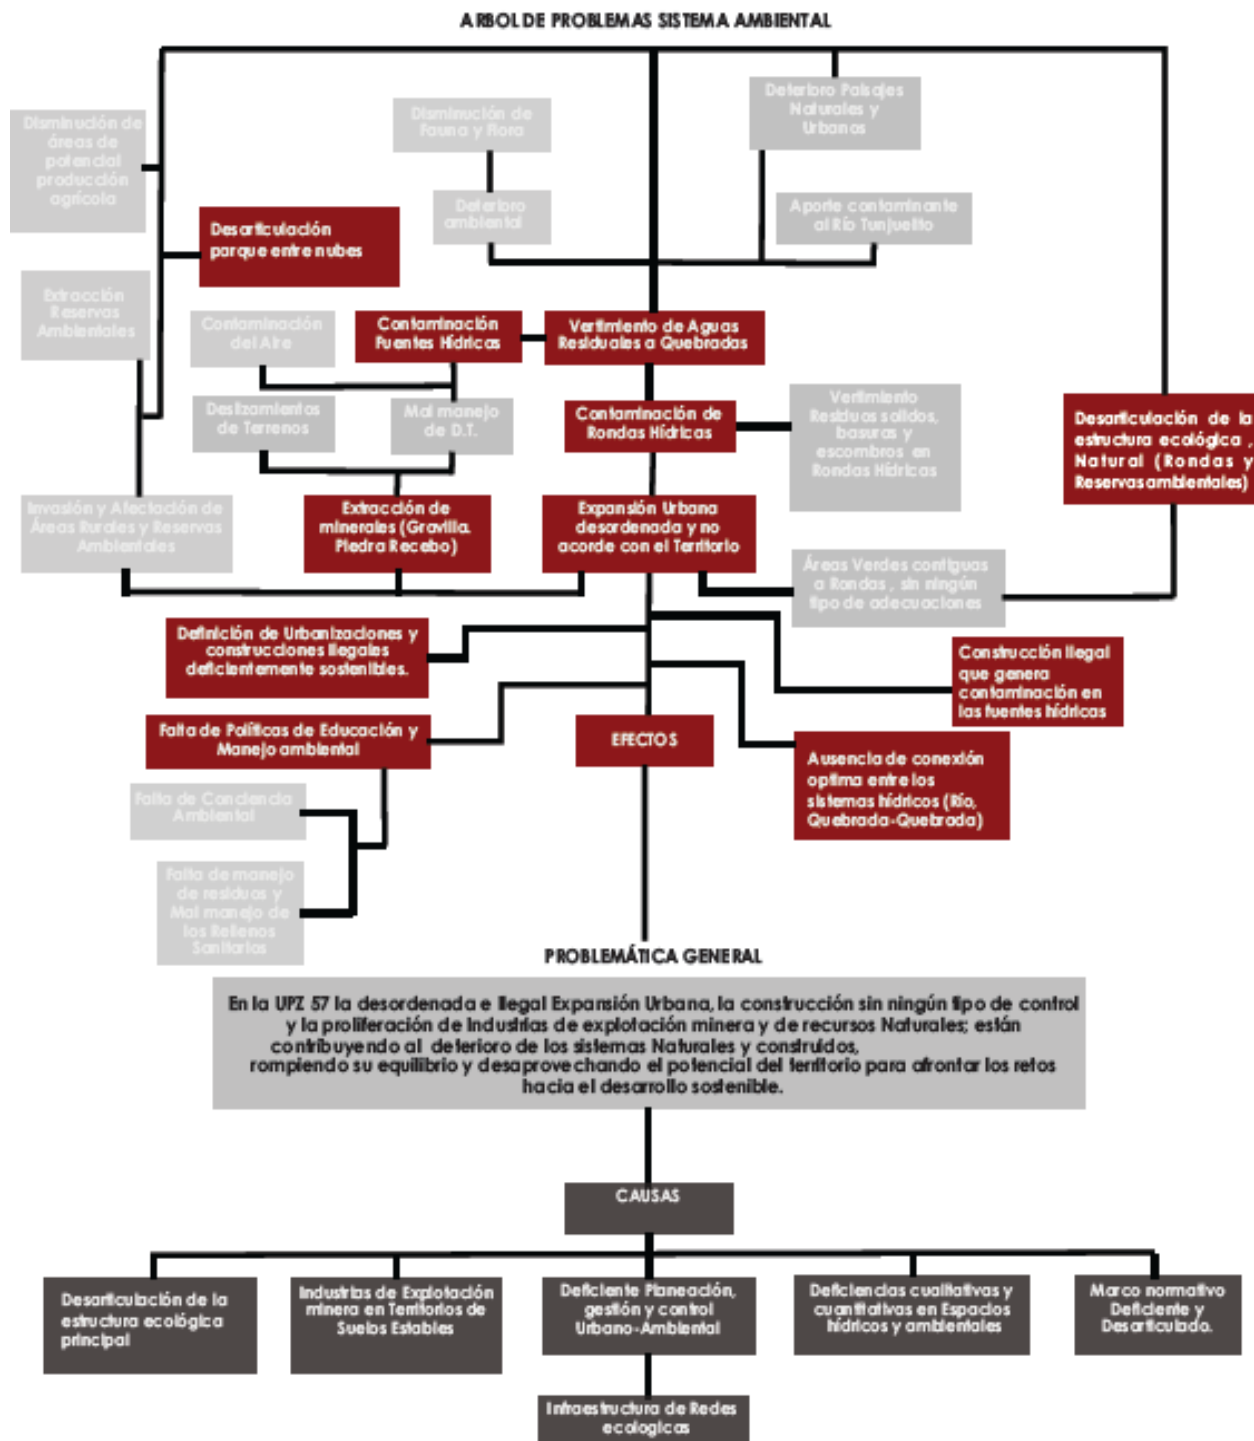 ARBOL DE PROBLEMAS SISTEMA AMBIENTAL
Deterioro Paisajes
Naturales y
Urbanos
Disminución de
Fauna y Flora
Disminución de
áreas de
potencial
producción
agrícola
Deterioro
ambiental
Aporte contaminante
al Río Tunjuelito
Desarticulación
parque entre nubes
Extracción
Reservas
Ambientales
Contaminación
del Aire
Contaminación
Fuentes Hídricas
Vertimiento de Aguas
Residuales a Quebradas
Deslizamientos
de Terrenos
Mal manejo
de D.T.
Contaminación de
Rondas Hídricas
Vertimiento
Residuos solidos,
basuras y
escombros en
Rondas Hídricas
Desarticulación de la
estructura ecológica ,
Natural (Rondas y
Reservas ambientales)
Invasión y Afectación de
Áreas Rurales y Reservas
Ambientales
Extracción de
minerales (Gravilla.
Piedra Recebo)
Expansión Urbana
desordenada y no
acorde con el Territorio
Áreas Verdes contiguas
a Rondas , sin ningún
tipo de adecuaciones
Definición de Urbanizaciones y
construcciones ilegales
deficientemente sostenibles.
Construcción ilegal
que genera
contaminación en
las fuentes hídricas
Falta de Políticas de Educación y
Manejo ambiental
EFECTOS
Ausencia de conexión
optima entre los
sistemas hídricos (Río,
Quebrada-Quebrada)
Falta de Conciencia
Ambiental
Falta de manejo
de residuos y
Mal manejo de
los Rellenos
Sanitarios
PROBLEMÁTICA GENERAL
En la UPZ 57 la desordenada e Ilegal Expansión Urbana, la construcción sin ningún tipo de control
y la proliferación de Industrias de explotación minera y de recursos Naturales; están
contribuyendo al deterioro de los sistemas Naturales y construidos,
rompiendo su equilibrio y desaprovechando el potencial del territorio para afrontar los retos
hacia el desarrollo sostenible.
CAUSAS
Desarticulación de la
estructura ecológica
principal
Industrias de Explotación
minera en Territorios de
Suelos Estables
Deficiente Planeación,
gestión y control
Urbano-Ambiental
Deficiencias cualitativas y
cuantitativas en Espacios
hídricos y ambientales
Marco normativo
Deficiente y
Desarticulado.
Infraestructura de Redes
ecologicas